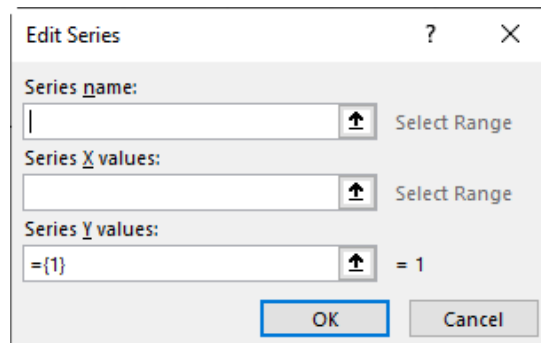 Edit Series ? ×
Series name:
Select Range
Series X values:
Select Range
Series Y values:
={1} = 1
OK Cancel